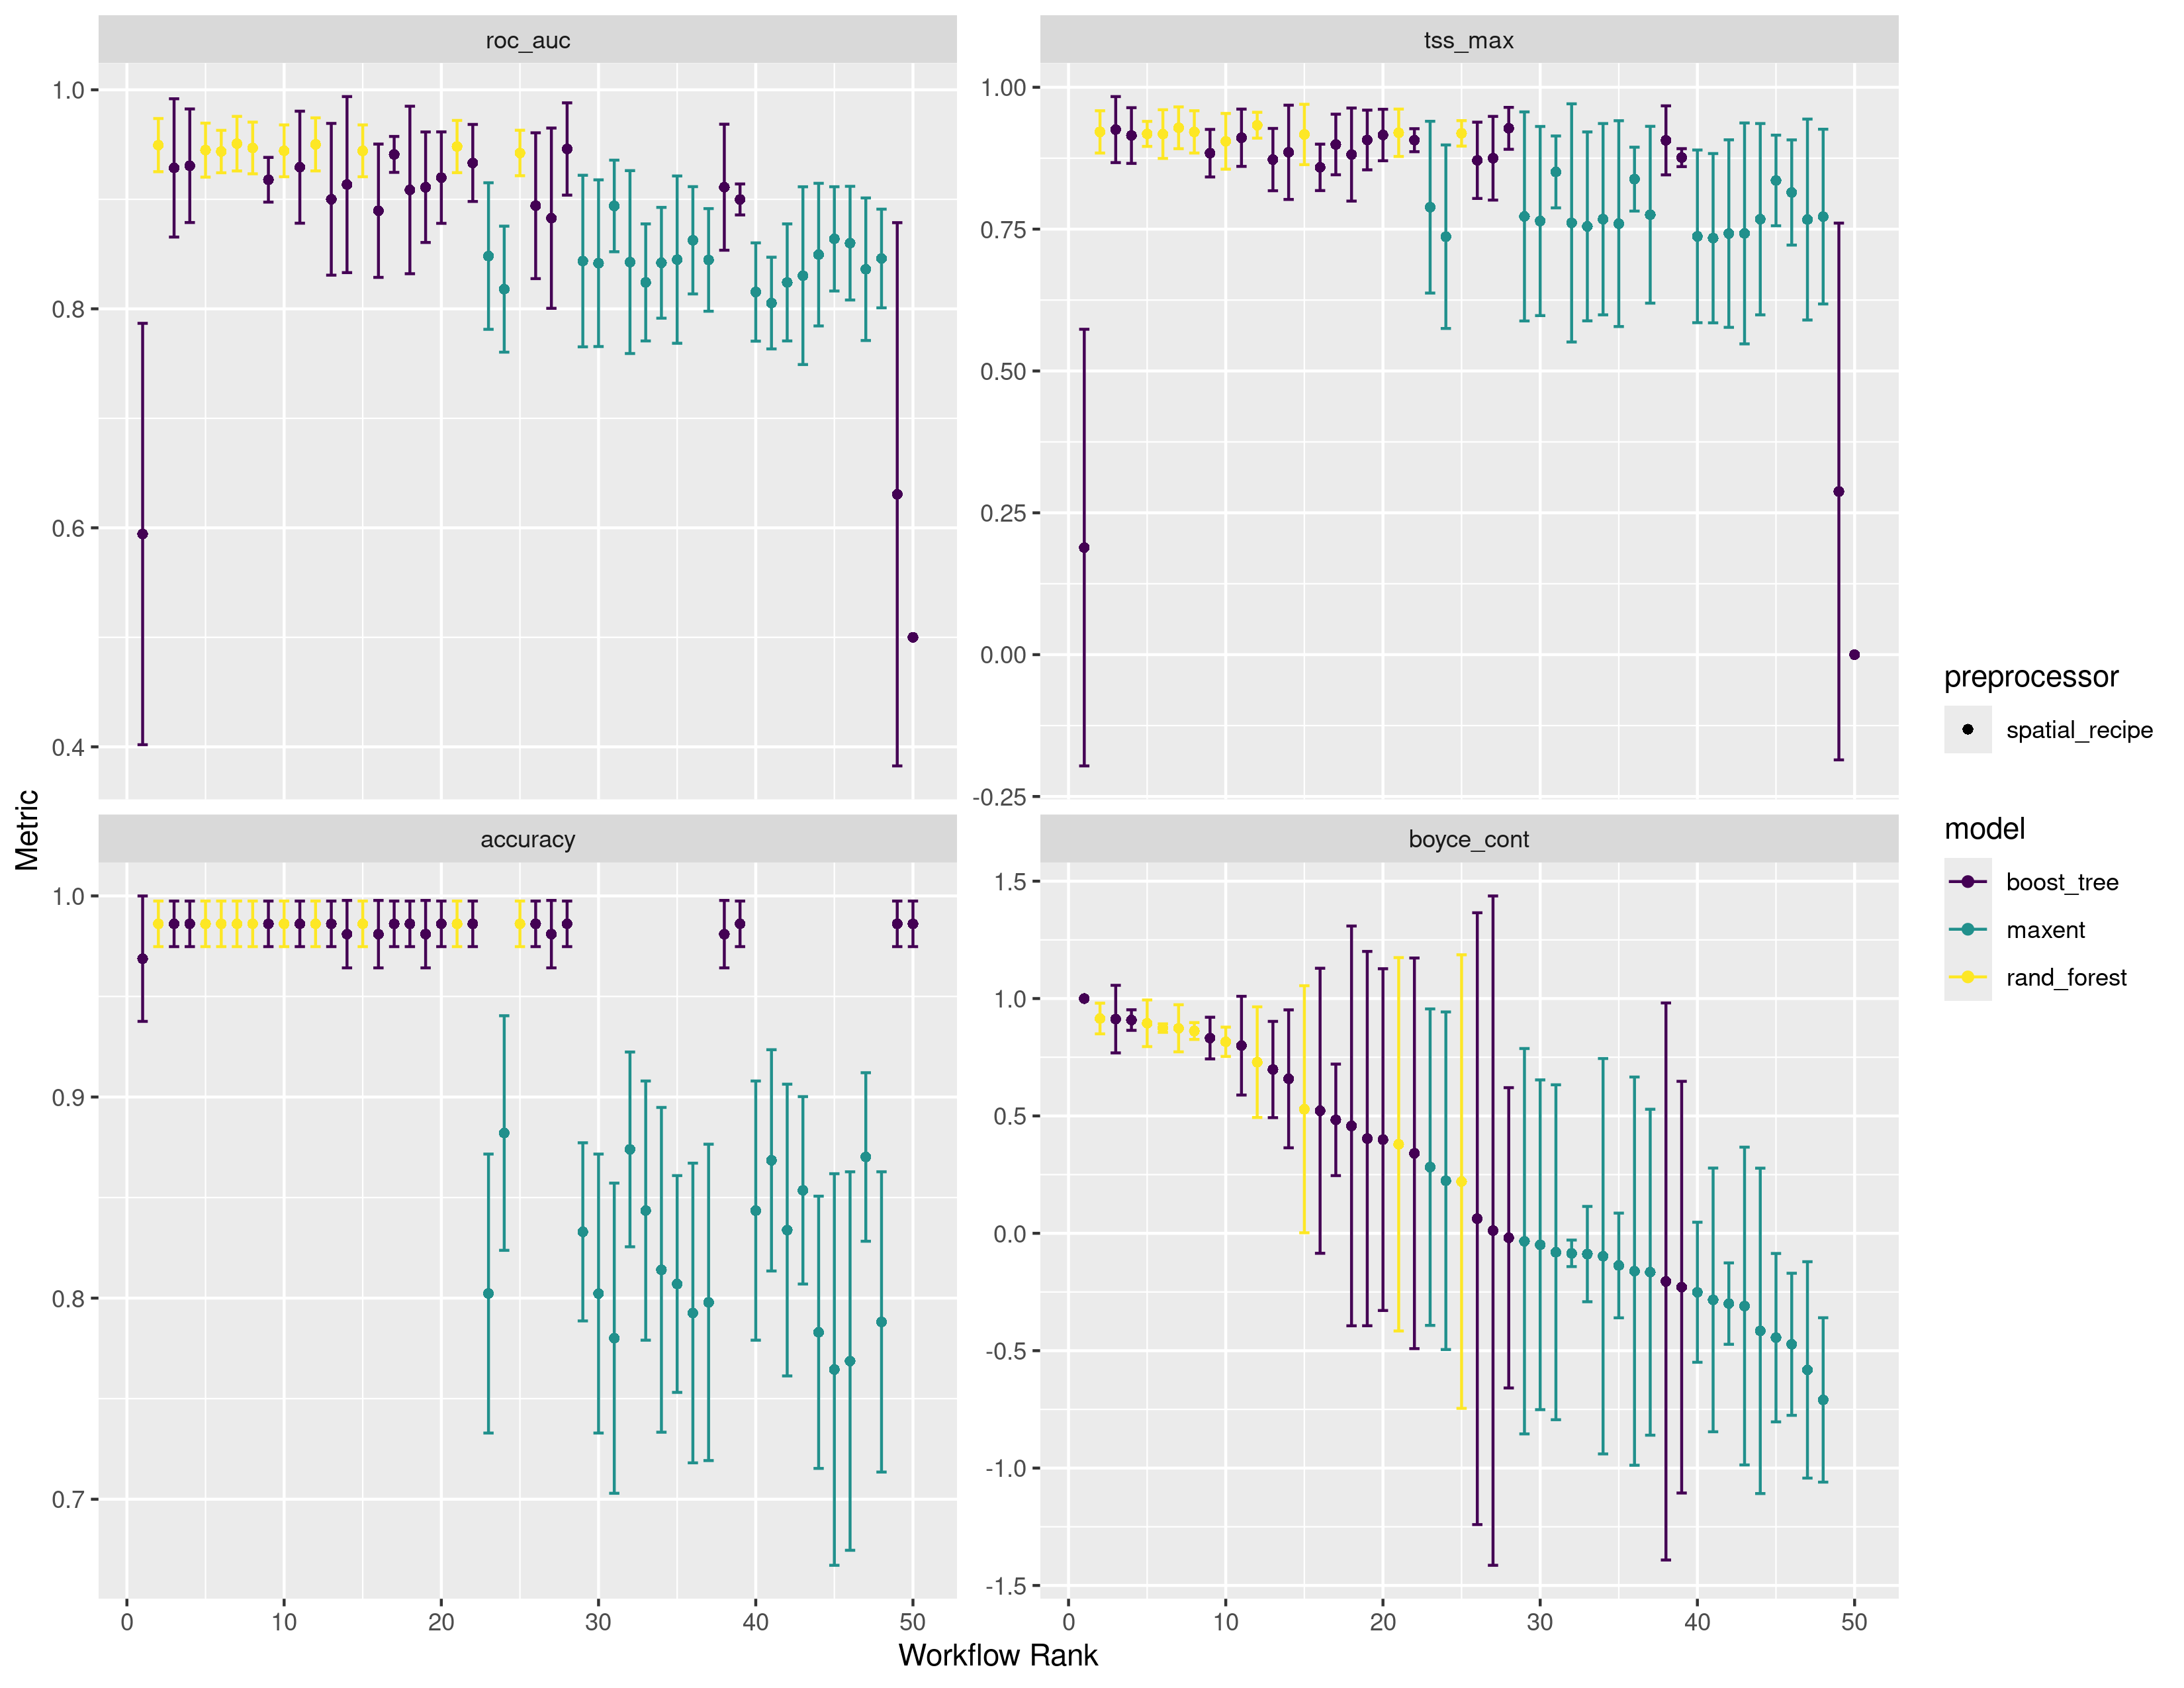 roc_auc
tss_max
1.0
0.8
0.6
0.4
1.00
0.75
0.50
0.25
0.00
-0.25
Metric
accuracy
boyce_cont
1.0
0.9
0.8
0.7
1.5
1.0
0.5
0.0
-0.5
-1.0
-1.5
0 10 20 30 40 50
0 10 20 30 40 50
Workflow Rank
preprocessor
spatial_recipe
model
boost_tree
maxent
rand_forest